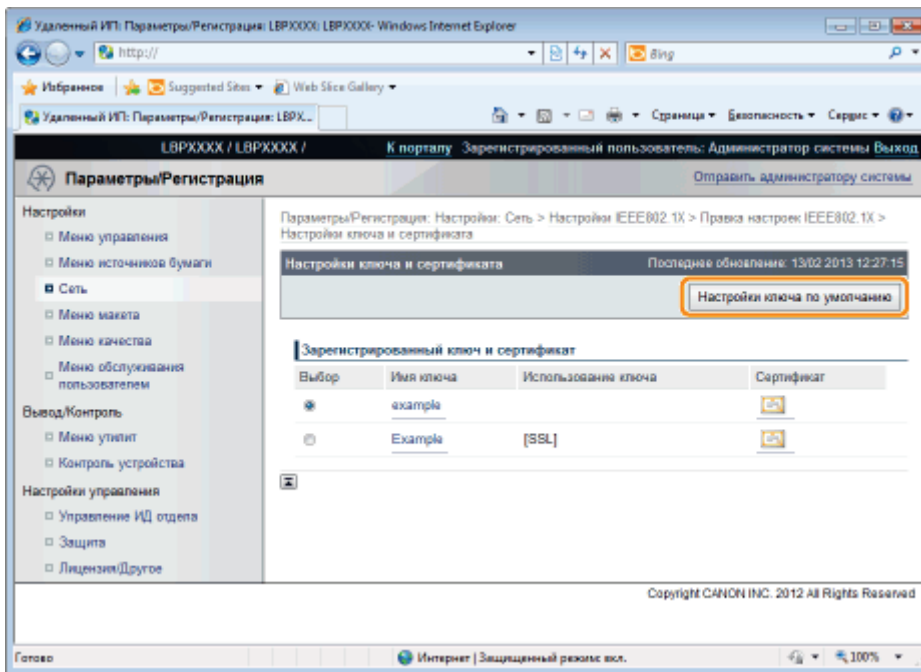 Удаленный ИП: Параметры/Регистрация: LBPXXXX: LBPXXXX- Windows Internet Explorer
http://
Bing
Избранное Suggested Sites Web Slice Gallery
Удаленный ИП: Параметры/Регистрация: LBPX...
Страница Безопасность Сервис
LBPXXXX / LBPXXXX / К порталу Зарегистрированный пользователь: Администратор системы Выход
Параметры/Регистрация Отправить администратору системы
Настройки
Меню управления
Меню источников бумаги
Сеть
Меню макета
Меню качества
Меню обслуживания
пользователем
Вывод/Контроль
Меню утилит
Контроль устройства
Настройки управления
Управление ИД отдела
Защита
Лицензия/Другое
Параметры/Регистрация: Настройки: Сеть > Настройки IEEE802.1X > Правка настроек IEEE802.1X >
Настройки ключа и сертификата
Настройки ключа и сертификата Последнее обновление: 13/02 2013 12:27:15
Настройки ключа по умолчанию
Зарегистрированный ключ и сертификат
Выбор Имя ключа Использование ключа Сертификат
example
Example [SSL]
Copyright CANON INC. 2012 All Rights Reserved
Готово Интернет | Защищенный режим: вкл. 100%